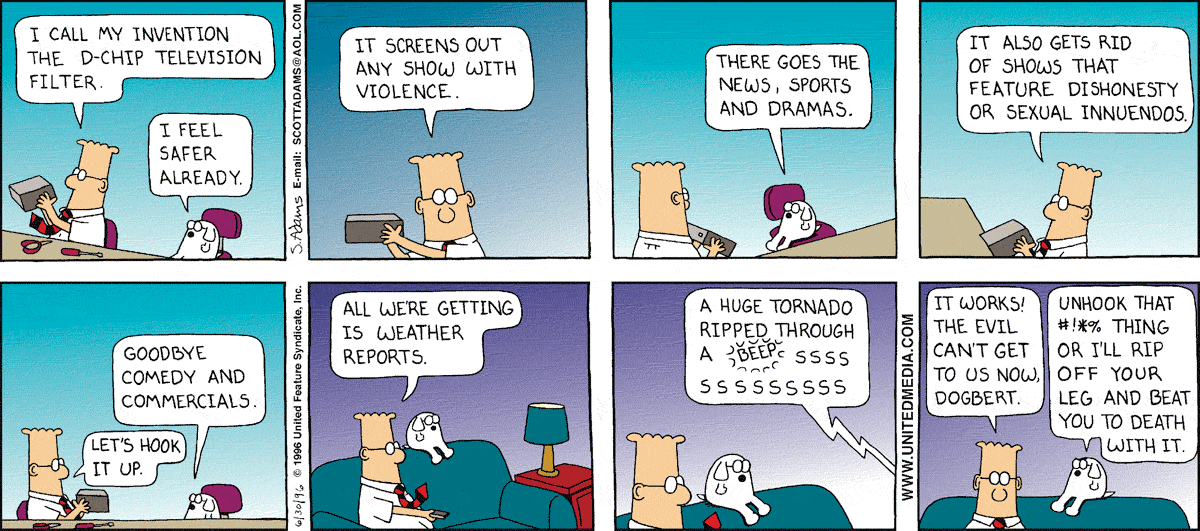 I CALL MY INVENTION
THE D-CHIP TELEVISION
FILTER.
I FEEL
SAFER
ALREADY.
S.Adams E-mail: SCOTTADAMS@AOL.COM
IT SCREENS OUT
ANY SHOW WITH
VIOLENCE.
THERE GOES THE
NEWS, SPORTS
AND DRAMAS.
IT ALSO GETS RID
OF SHOWS THAT
FEATURE DISHONESTY
OR SEXUAL INNUENDOS.
GOODBYE
COMEDY AND
COMMERCIALS.
LET'S HOOK
IT UP.
6/30/96 © 1996 United Feature Syndicate, Inc.
ALL WE'RE GETTING
IS WEATHER
REPORTS.
A HUGE TORNADO
RIPPED THROUGH
A BEEP SSSS
SSSSSSSSS
WWW.UNITEDMEDIA.COM
IT WORKS!
THE EVIL
CAN'T GET
TO US NOW,
DOGBERT.
UNHOOK THAT
#!*% THING
OR I'LL RIP
OFF YOUR
LEG AND BEAT
YOU TO DEATH
WITH IT.